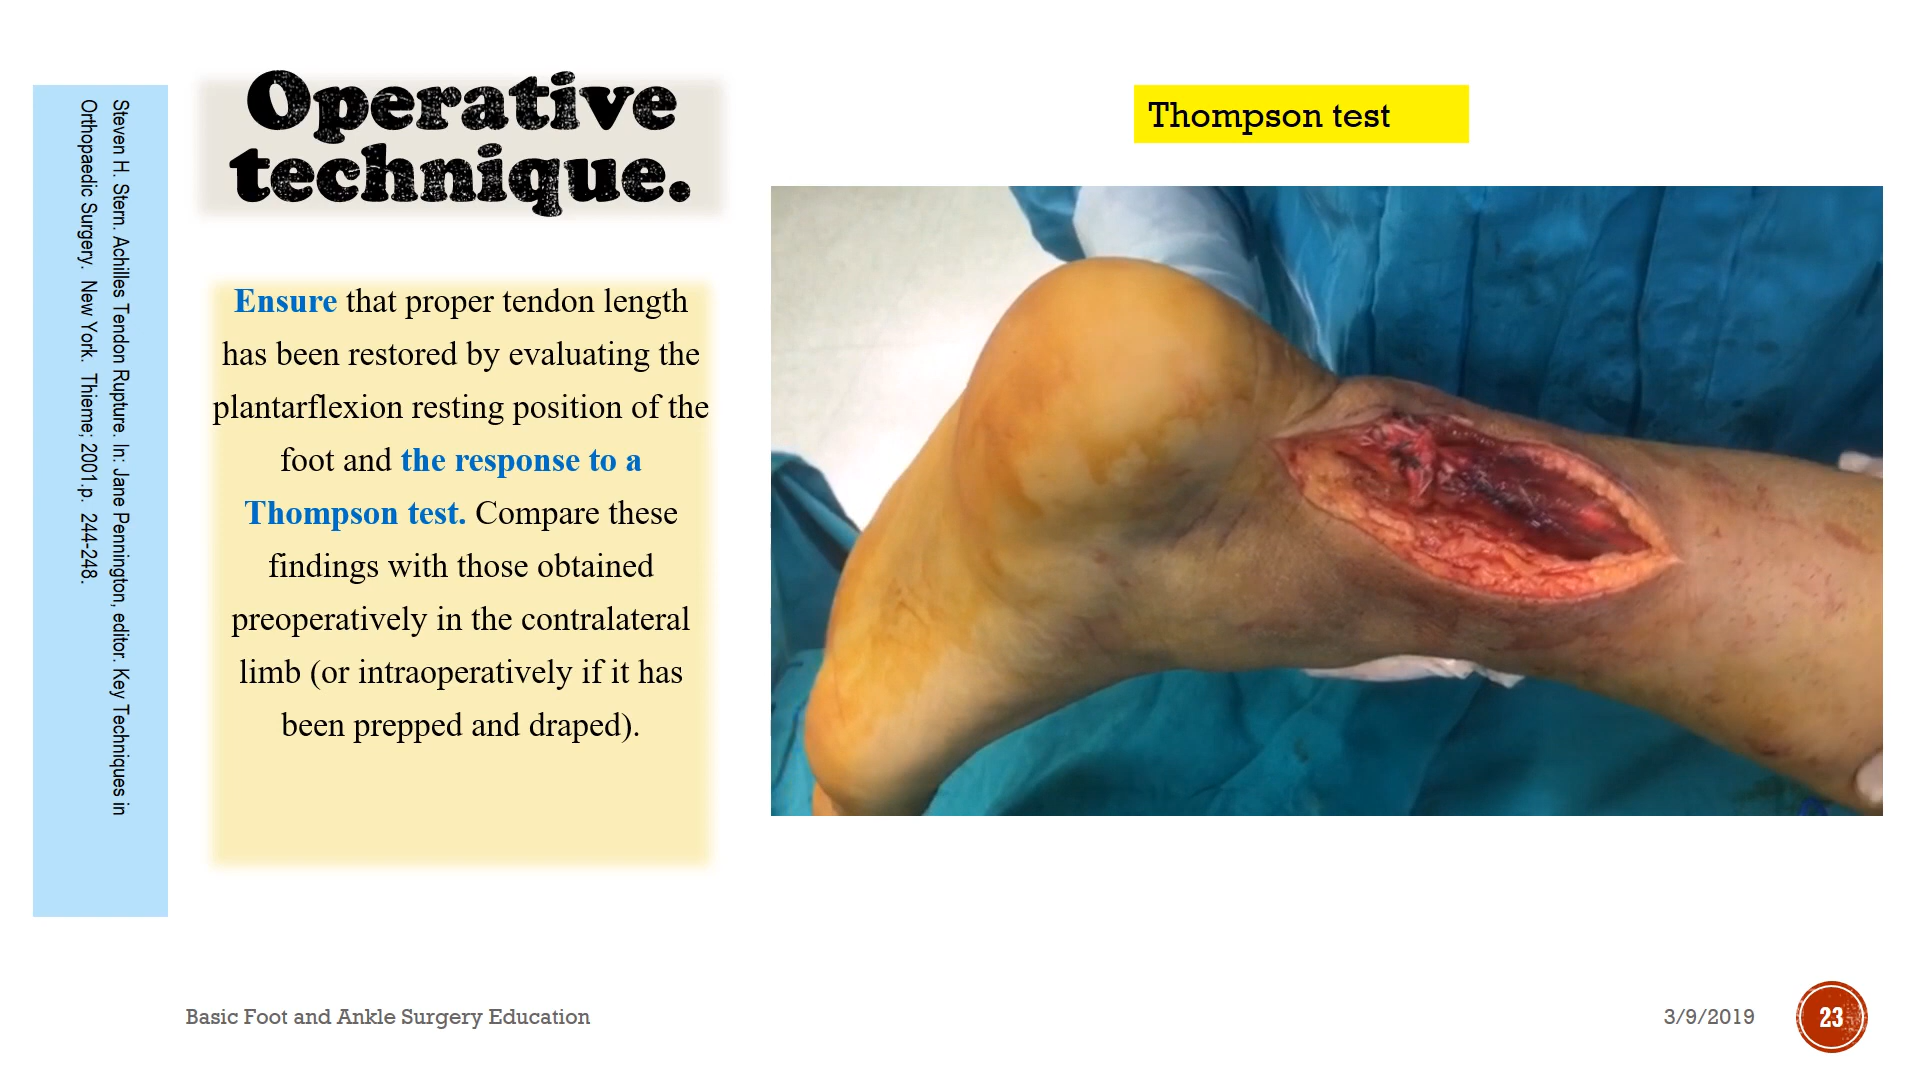 Operative
technique.
Thompson test
Steven H. Stern. Achilles Tendon Rupture. In: Jane Pennington, editor. Key Techniques in
Orthopaedic Surgery. New York. Thieme; 2001.p. 244-248.
Ensure that proper tendon length
has been restored by evaluating the
plantarflexion resting position of the
foot and the response to a
Thompson test. Compare these
findings with those obtained
preoperatively in the contralateral
limb (or intraoperatively if it has
been prepped and draped).
Basic Foot and Ankle Surgery Education
3/9/2019
23